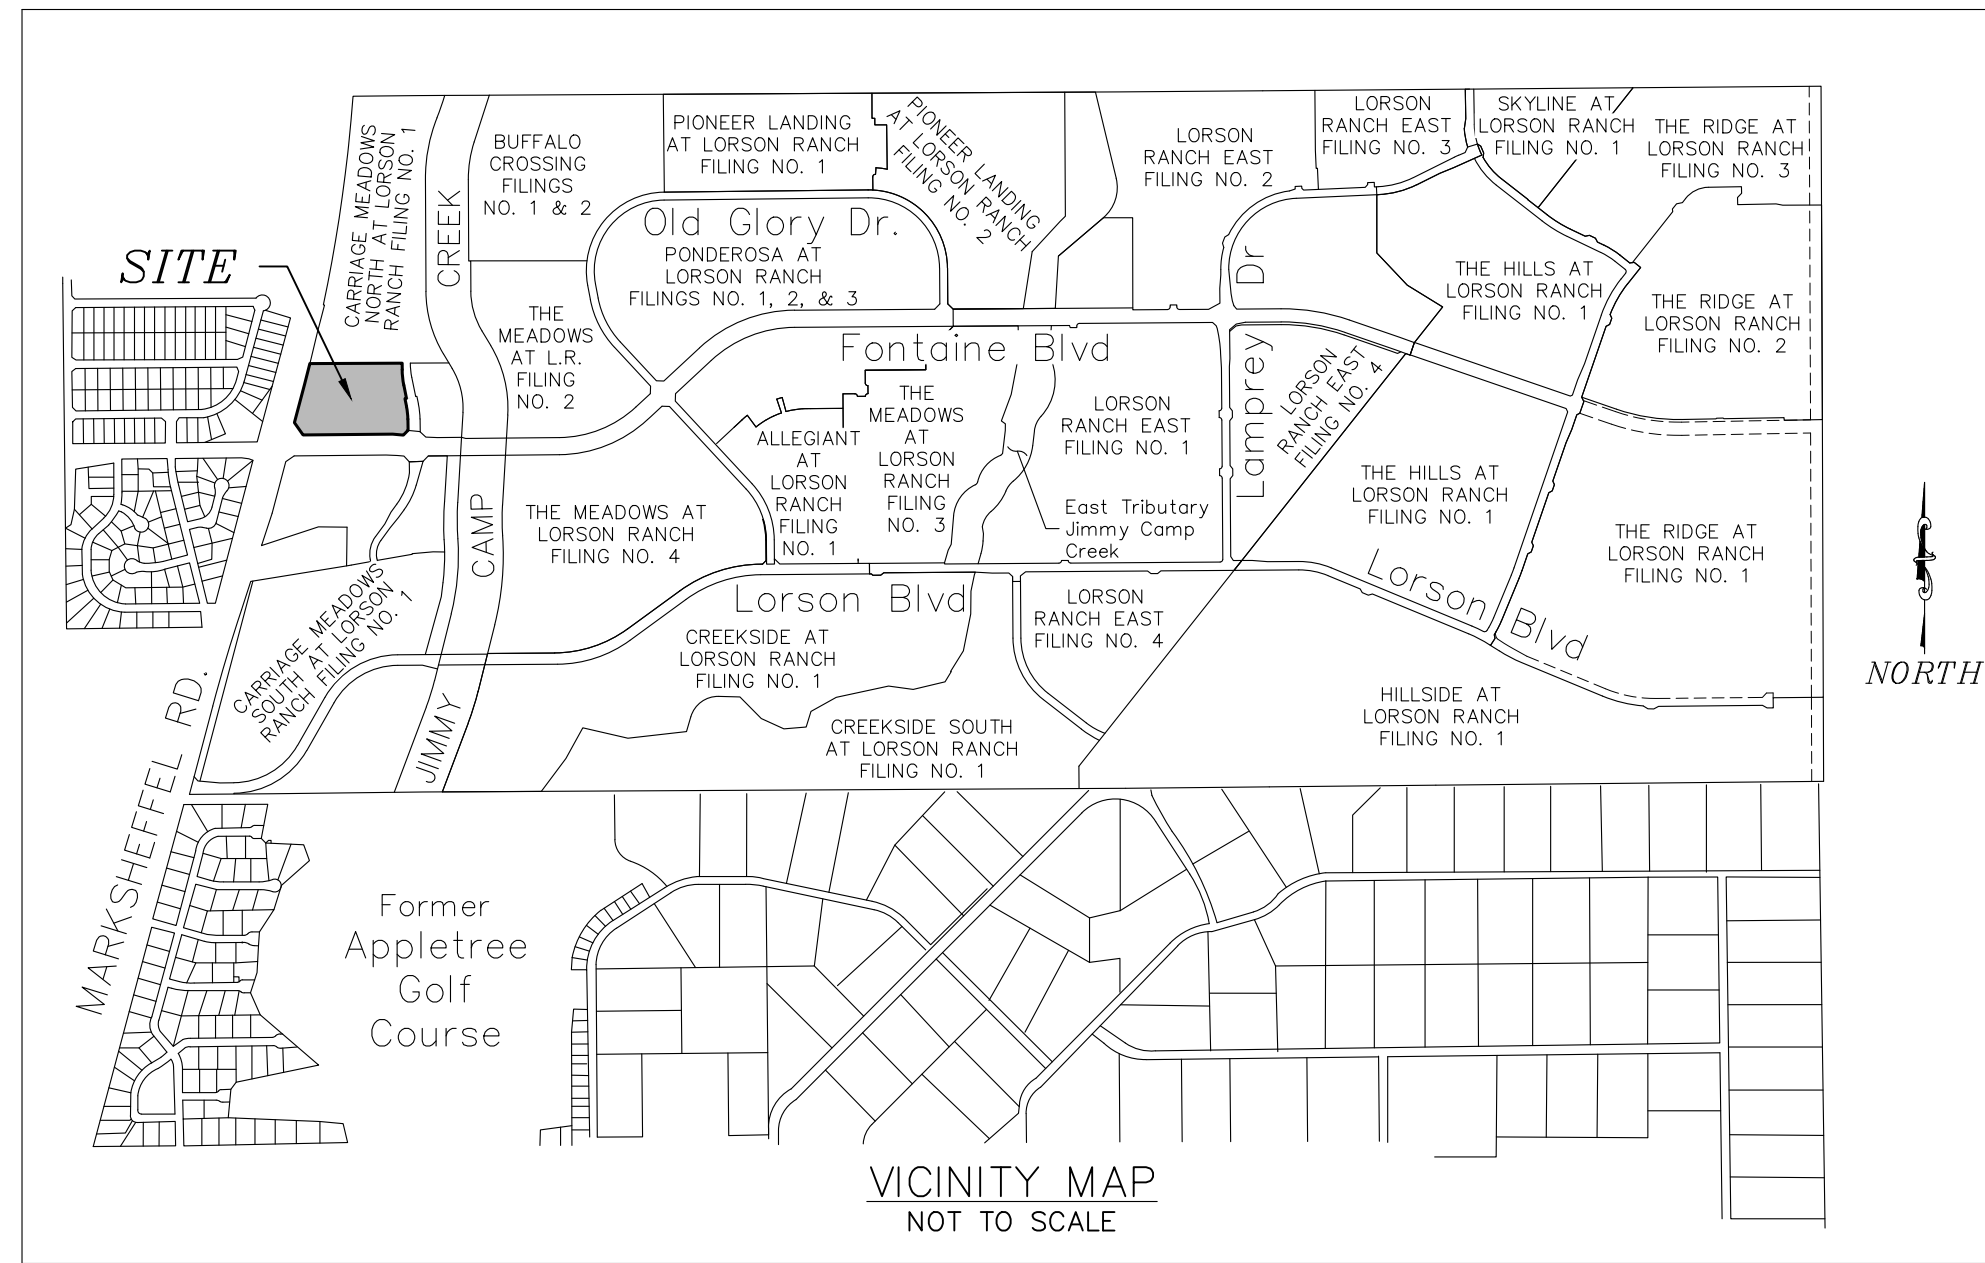 CARRIAGE MEADOWS
NORTH AT LORSON
RANCH FILING NO. 1
CREEK
BUFFALO
CROSSING
FILINGS
NO. 1 & 2
PIONEER LANDING
AT LORSON RANCH
FILING NO. 1
PIONEER LANDING
AT LORSON RANCH
FILING NO. 2
LORSON
RANCH EAST
FILING NO. 2
LORSON
RANCH EAST
FILING NO. 3
SKYLINE AT
LORSON RANCH
FILING NO. 1
THE RIDGE AT
LORSON RANCH
FILING NO. 3
SITE
Old Glory Dr.
PONDEROSA AT
LORSON RANCH
FILINGS NO. 1, 2, & 3
THE
MEADOWS
AT L.R.
FILING
NO. 2
Fontaine Blvd
Lamprey Dr
THE HILLS AT
LORSON RANCH
FILING NO. 1
THE RIDGE AT
LORSON RANCH
FILING NO. 2
LORSON
RANCH EAST
FILING NO. 4
ALLEGIANT
AT
LORSON
RANCH
FILING
NO. 1
THE
MEADOWS
AT
LORSON
RANCH
FILING
NO. 3
LORSON
RANCH EAST
FILING NO. 1
East Tributary
Jimmy Camp
Creek
THE HILLS AT
LORSON RANCH
FILING NO. 1
THE RIDGE AT
LORSON RANCH
FILING NO. 1
CAMP
THE MEADOWS AT
LORSON RANCH
FILING NO. 4
CARRIAGE MEADOWS
SOUTH AT LORSON
RANCH FILING NO. 1
Lorson Blvd
Lorson Blvd
CREEKSIDE AT
LORSON RANCH
FILING NO. 1
LORSON
RANCH EAST
FILING NO. 4
NORTH
JIMMY
CREEKSIDE SOUTH
AT LORSON RANCH
FILING NO. 1
HILLSIDE AT
LORSON RANCH
FILING NO. 1
MARKSHEFFEL RD.
Former
Appletree
Golf
Course
VICINITY MAP
NOT TO SCALE